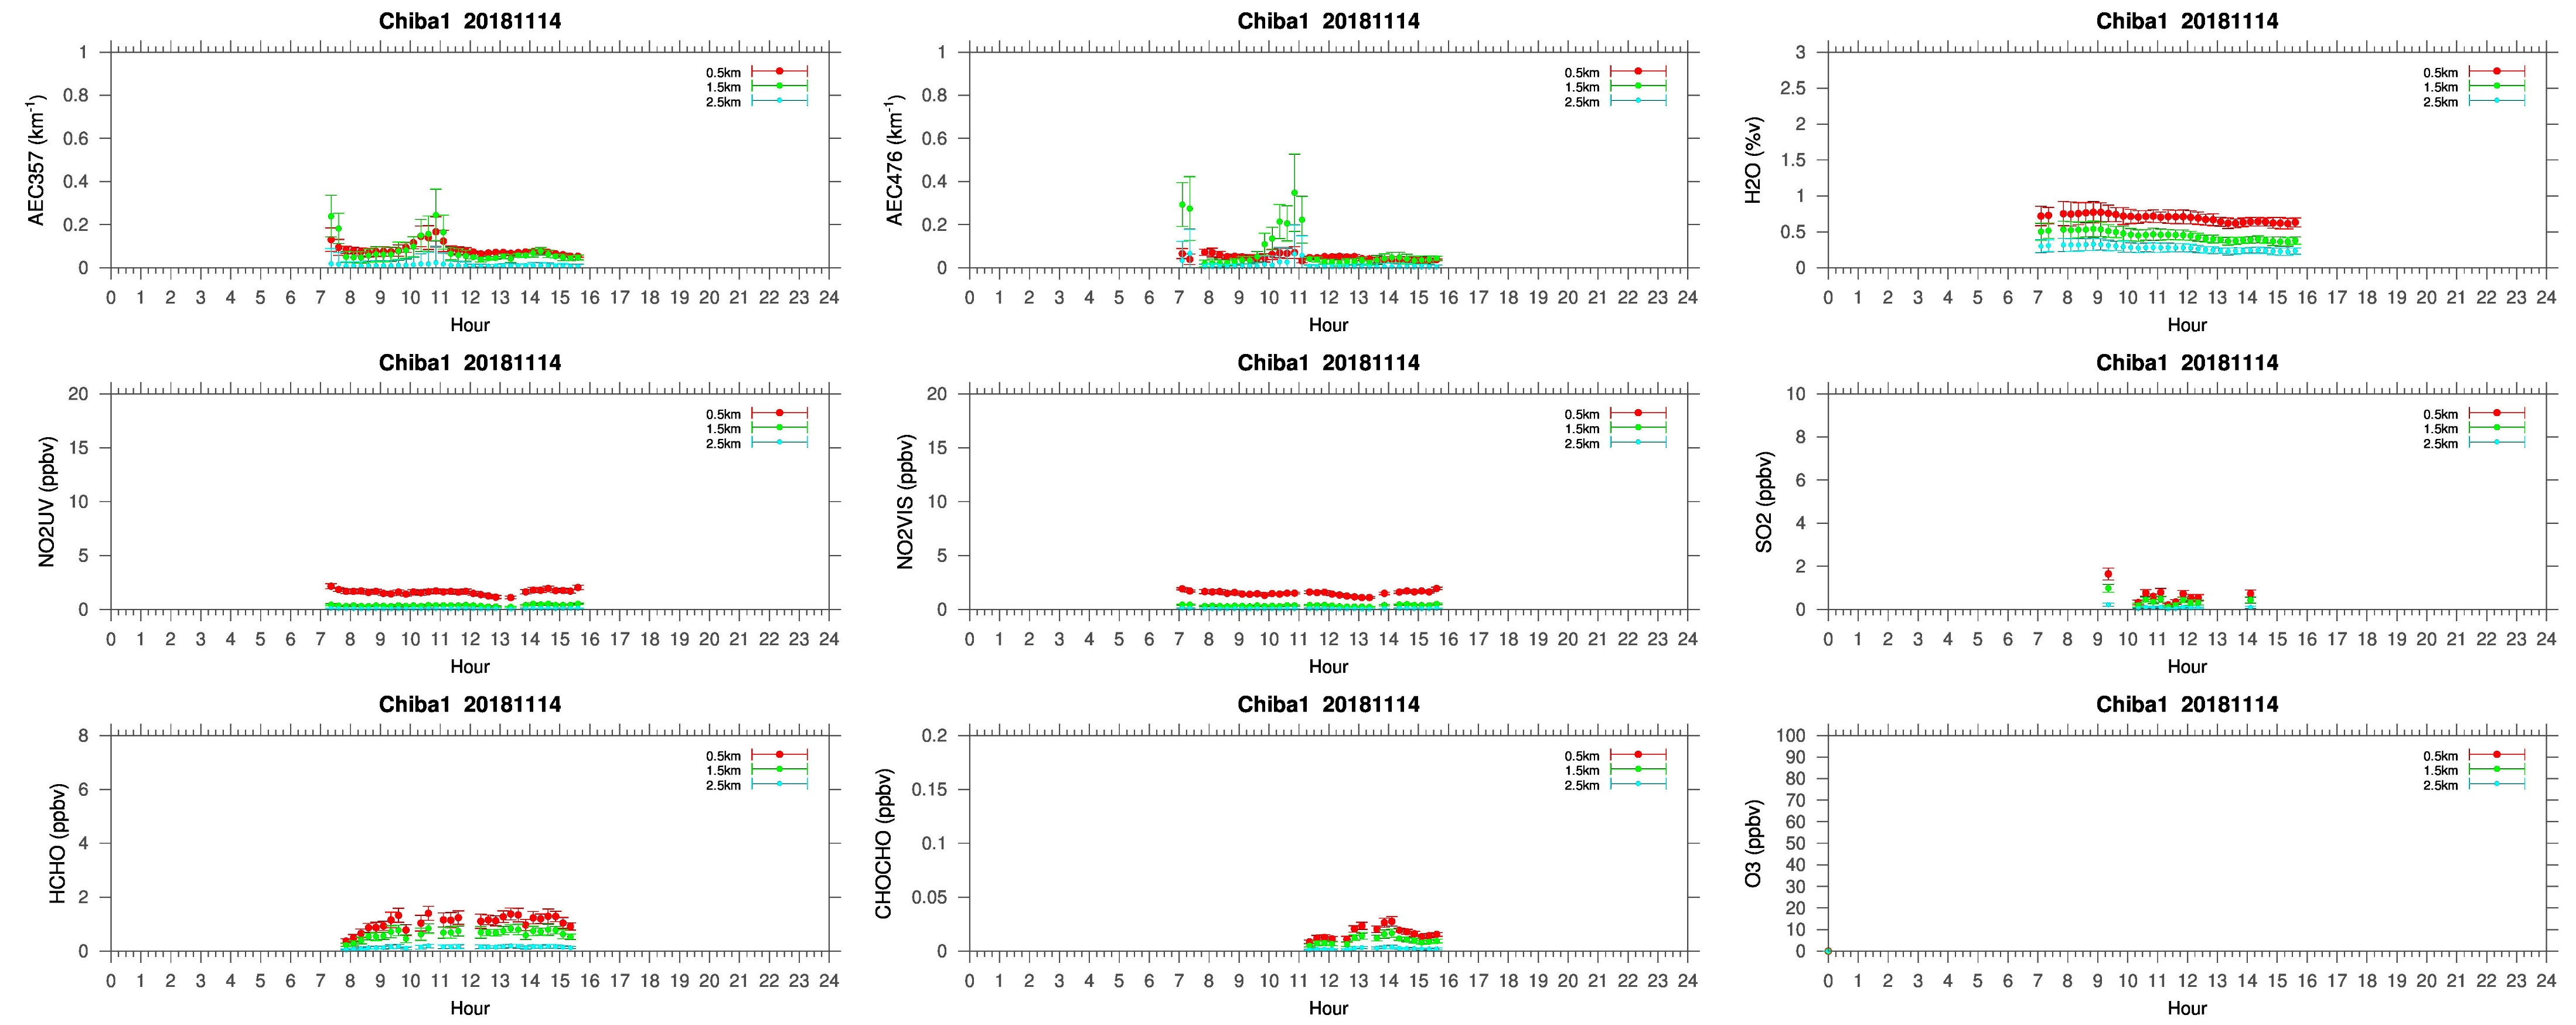 Chiba1 20181114
AEC357 (km-1)
1
0.8
0.6
0.4
0.2
0
0.5km
1.5km
2.5km
0 1 2 3 4 5 6 7 8 9 10 11 12 13 14 15 16 17 18 19 20 21 22 23 24
Hour
Chiba1 20181114
AEC476 (km-1)
1
0.8
0.6
0.4
0.2
0
0.5km
1.5km
2.5km
0 1 2 3 4 5 6 7 8 9 10 11 12 13 14 15 16 17 18 19 20 21 22 23 24
Hour
Chiba1 20181114
H2O (%v)
3
2.5
2
1.5
1
0.5
0
0.5km
1.5km
2.5km
0 1 2 3 4 5 6 7 8 9 10 11 12 13 14 15 16 17 18 19 20 21 22 23 24
Hour
Chiba1 20181114
NO2UV (ppbv)
20
15
10
5
0
0.5km
1.5km
2.5km
0 1 2 3 4 5 6 7 8 9 10 11 12 13 14 15 16 17 18 19 20 21 22 23 24
Hour
Chiba1 20181114
NO2VIS (ppbv)
20
15
10
5
0
0.5km
1.5km
2.5km
0 1 2 3 4 5 6 7 8 9 10 11 12 13 14 15 16 17 18 19 20 21 22 23 24
Hour
Chiba1 20181114
SO2 (ppbv)
10
8
6
4
2
0
0.5km
1.5km
2.5km
0 1 2 3 4 5 6 7 8 9 10 11 12 13 14 15 16 17 18 19 20 21 22 23 24
Hour
Chiba1 20181114
HCHO (ppbv)
8
6
4
2
0
0.5km
1.5km
2.5km
0 1 2 3 4 5 6 7 8 9 10 11 12 13 14 15 16 17 18 19 20 21 22 23 24
Hour
Chiba1 20181114
CHOCHO (ppbv)
0.2
0.15
0.1
0.05
0
0.5km
1.5km
2.5km
0 1 2 3 4 5 6 7 8 9 10 11 12 13 14 15 16 17 18 19 20 21 22 23 24
Hour
Chiba1 20181114
O3 (ppbv)
100
90
80
70
60
50
40
30
20
10
0
0.5km
1.5km
2.5km
0 1 2 3 4 5 6 7 8 9 10 11 12 13 14 15 16 17 18 19 20 21 22 23 24
Hour